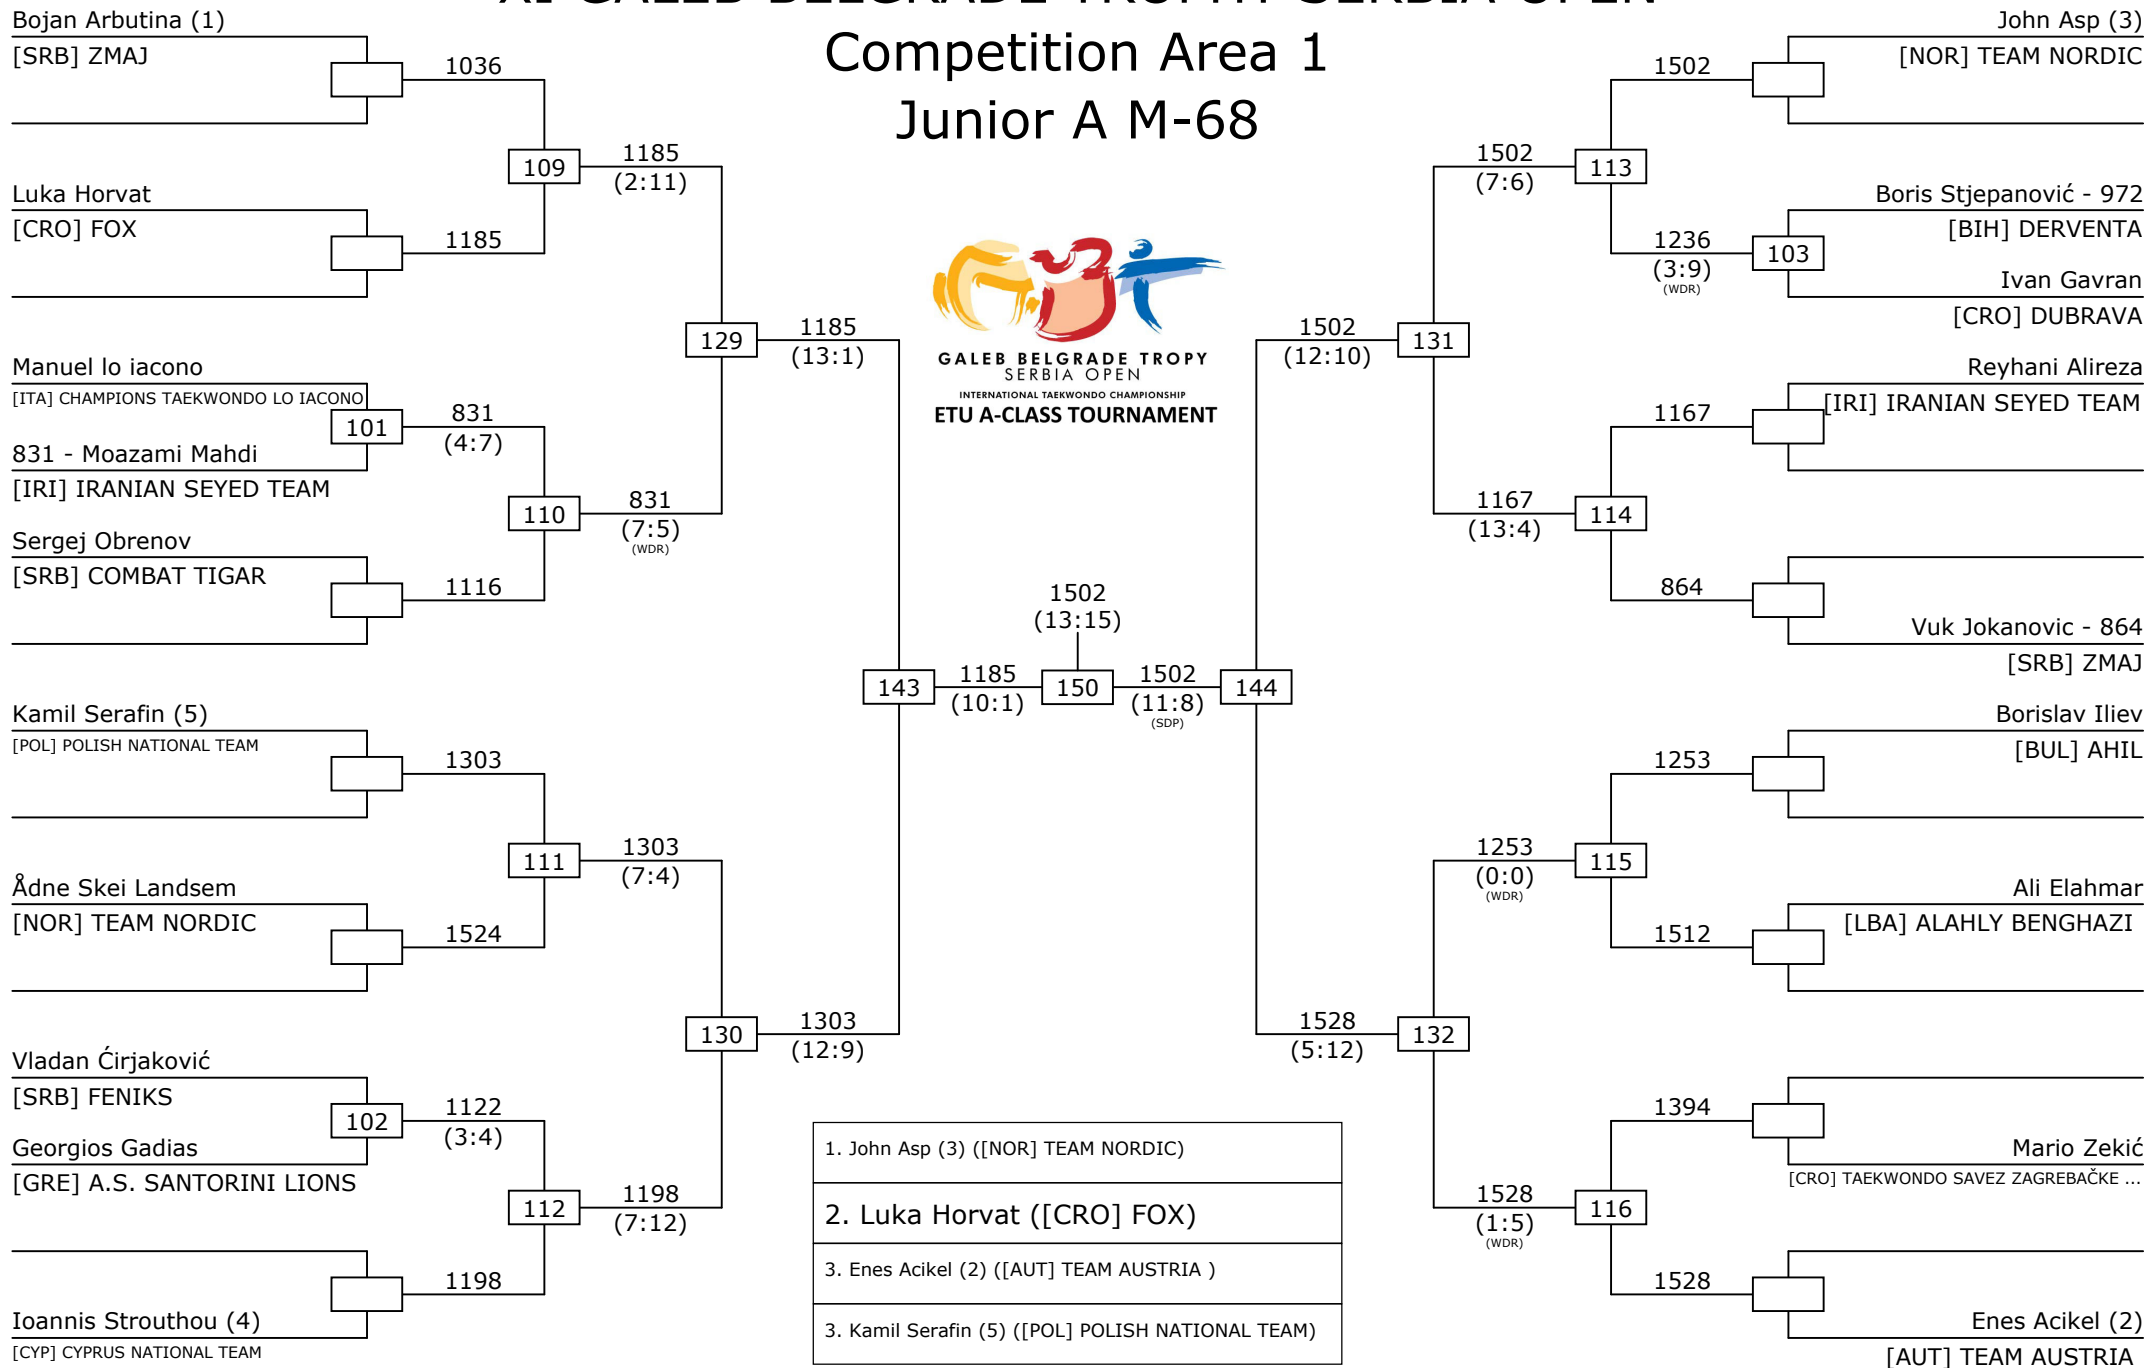 XI GALEB BELGRADE TROPHY SERBIA OPEN
Competition Area 1
Junior A M-68
Bojan Arbutina (1)
[SRB] ZMAJ
1036
109
1185
(2:11)
Luka Horvat
[CRO] FOX
1185
129
1185
(13:1)
Manuel lo iacono
[ITA] CHAMPIONS TAEKWONDO LO IACONO
101
831
(4:7)
831 - Moazami Mahdi
[IRI] IRANIAN SEYED TEAM
110
831
(7:5)
(WDR)
Sergej Obrenov
[SRB] COMBAT TIGAR
1116
143
1185
(10:1)
Kamil Serafin (5)
[POL] POLISH NATIONAL TEAM
1303
111
1303
(7:4)
Ådne Skei Landsem
[NOR] TEAM NORDIC
1524
130
1303
(12:9)
Vladan Ćirjaković
[SRB] FENIKS
102
1122
(3:4)
Georgios Gadias
[GRE] A.S. SANTORINI LIONS
112
1198
(7:12)
1198
Ioannis Strouthou (4)
[CYP] CYPRUS NATIONAL TEAM
GALEB BELGRADE TROPY
SERBIA OPEN
INTERNATIONAL TAEKWONDO CHAMPIONSHIP
ETU A-CLASS TOURNAMENT
1502
(13:15)
150
1502
(11:8)
(SDP)
144
John Asp (3)
[NOR] TEAM NORDIC
1502
1502
(7:6)
113
Boris Stjepanović - 972
[BIH] DERVENTA
1236
(3:9)
(WDR)
103
Ivan Gavran
[CRO] DUBRAVA
1502
(12:10)
131
Reyhani Alireza
[IRI] IRANIAN SEYED TEAM
1167
1167
(13:4)
114
864
Vuk Jokanovic - 864
[SRB] ZMAJ
Borislav Iliev
[BUL] AHIL
1253
1253
(0:0)
(WDR)
115
Ali Elahmar
[LBA] ALAHLY BENGHAZI
1512
1528
(5:12)
132
1394
Mario Zekić
[CRO] TAEKWONDO SAVEZ ZAGREBAČKE ...
1528
(1:5)
(WDR)
116
1528
Enes Acikel (2)
[AUT] TEAM AUSTRIA
1. John Asp (3) ([NOR] TEAM NORDIC)
2. Luka Horvat ([CRO] FOX)
3. Enes Acikel (2) ([AUT] TEAM AUSTRIA )
3. Kamil Serafin (5) ([POL] POLISH NATIONAL TEAM)